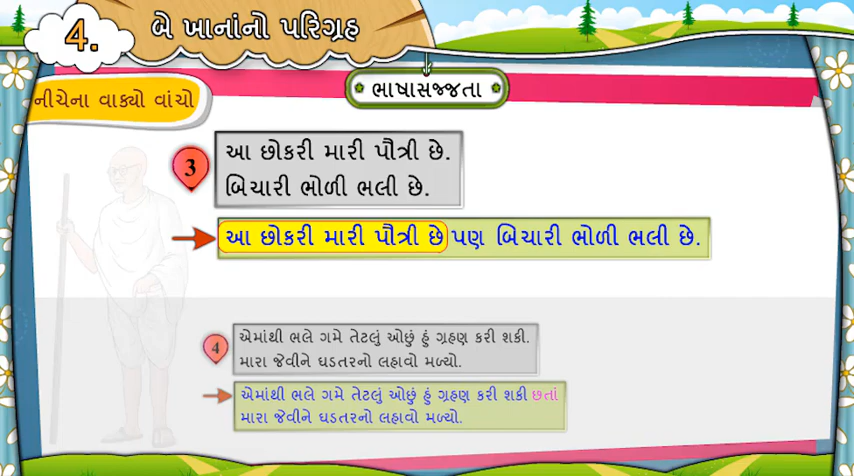 4. બે ખાનાંનો પરિગ્રહ
ભાષાસજ્જતા
નીચેના વાક્યો વાંચો
3
આ છોકરી મારી પૌત્રી છે.
બિચારી ભોળી ભલી છે.
આ છોકરી મારી પૌત્રી છે પણ બિચારી ભોળી ભલી છે.
4
એમાંથી ભલે ગમે તેટલું ઓછું હું ગ્રહણ કરી શકી.
મારા જેવીને ઘડતરનો લહાવો મળ્યો.
એમાંથી ભલે ગમે તેટલું ઓછું હું ગ્રહણ કરી શકી છતાં
મારા જેવીને ઘડતરનો લહાવો મળ્યો.